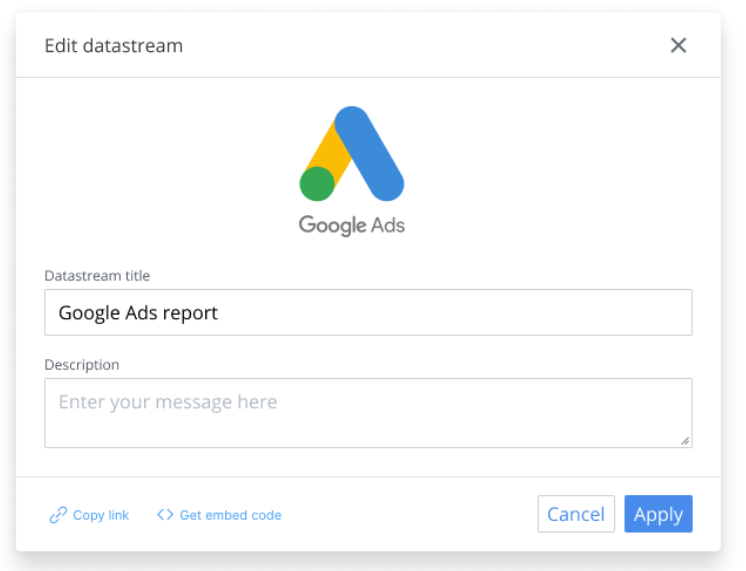 Edit datastream
Google Ads
Datastream title
Google Ads report
Description
Enter your message here
Copy link
Get embed code
Cancel
Apply